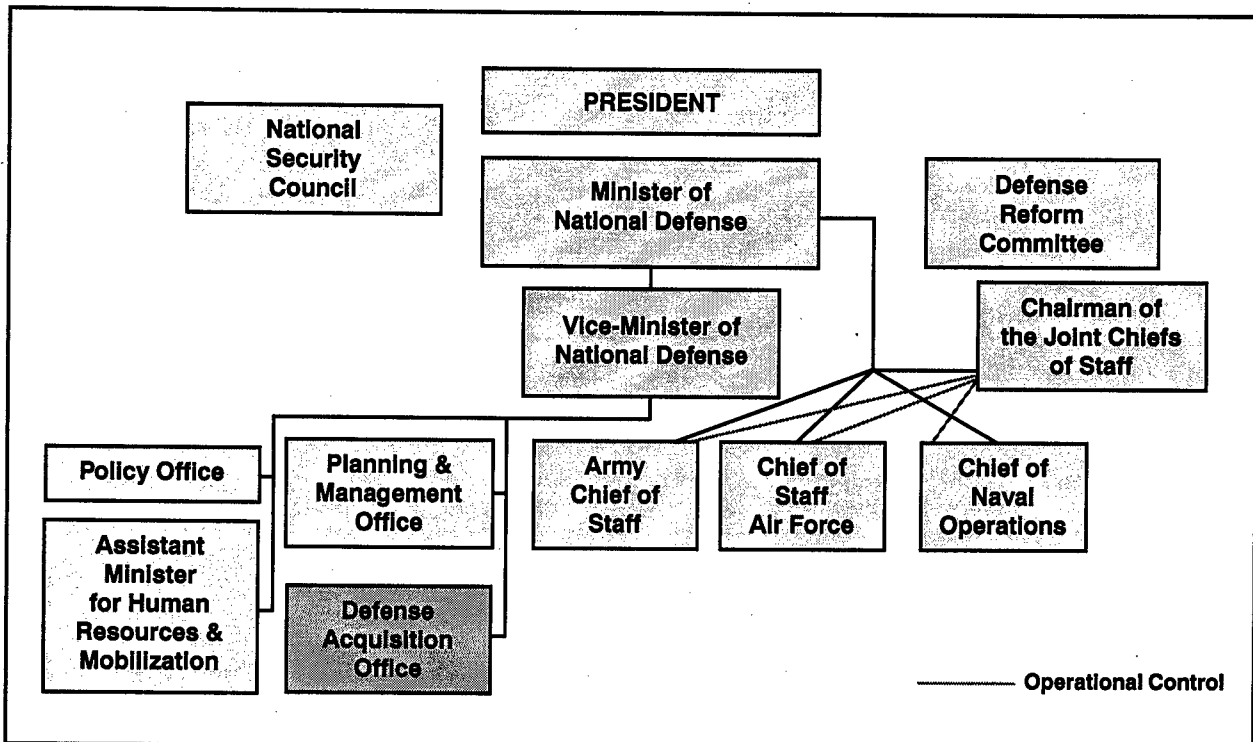 PRESIDENT
National
Security
Council
Minister of
National Defense
Defense
Reform
Committee
Vice-Minister of
National Defense
Chairman of
the Joint Chiefs
of Staff
Policy Office
Planning &
Management
Office
Army
Chief of
Staff
Chief of
Staff
Air Force
Chief of
Naval
Operations
Assistant
Minister
for Human
Resources &
Mobilization
Defense
Acquisition
Office
Operational Control